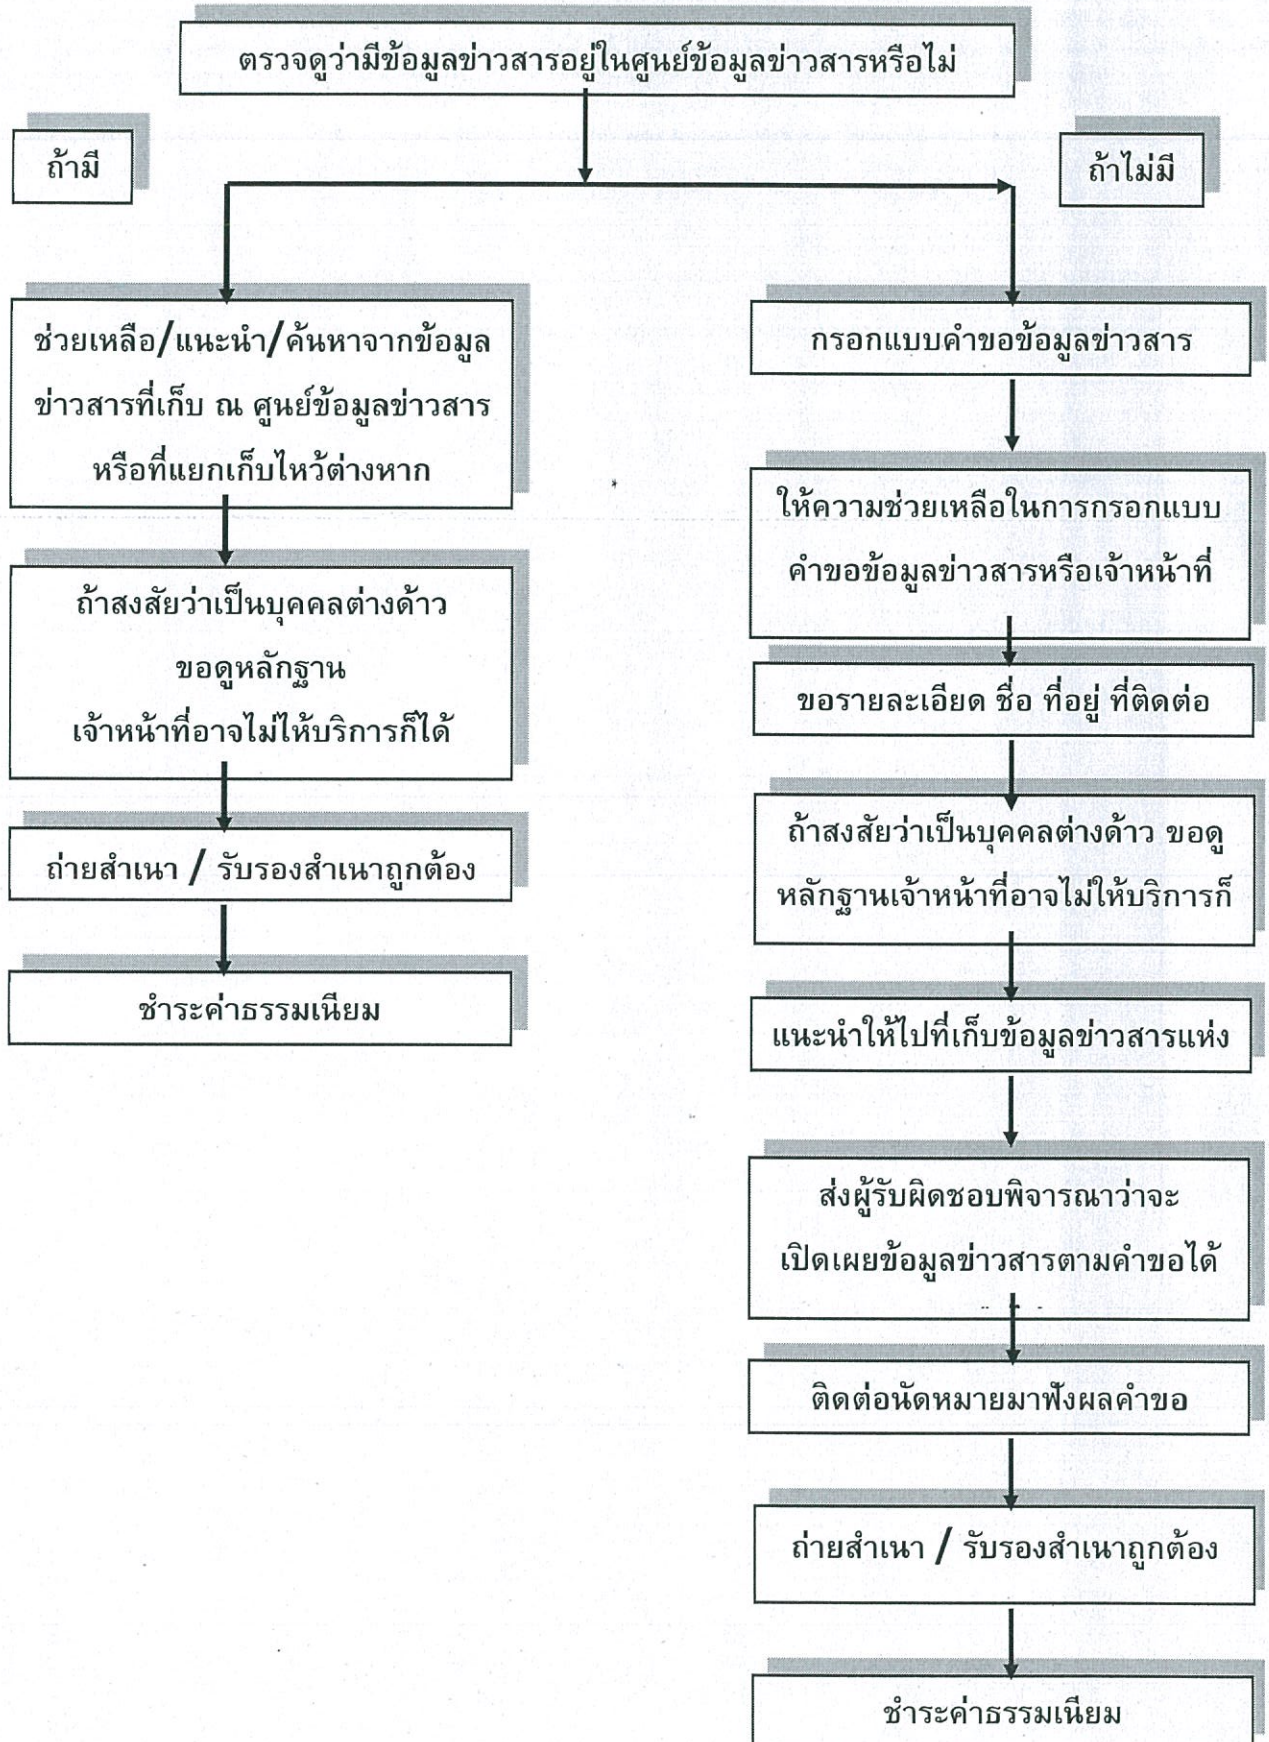 ตรวจดูว่ามีข้อมูลข่าวสารอยู่ในศูนย์ข้อมูลข่าวสารหรือไม่
ถ้ามี
ถ้าไม่มี
ช่วยเหลือ/แนะนำ/ค้นหาจากข้อมูล
ข่าวสารที่เก็บ ณ ศูนย์ข้อมูลข่าวสาร
หรือที่แยกเก็บไหว้ต่างหาก
ถ้าสงสัยว่าเป็นบุคคลต่างด้าว
ขอดูหลักฐาน
เจ้าหน้าที่อาจไม่ไห้บริการก็ได้
ถ่ายสำเนา / รับรองสำเนาถูกต้อง
ชำระค่าธรรมเนียม
กรอกแบบคำขอข้อมูลข่าวสาร
ให้ความช่วยเหลือในการกรอกแบบ
คำขอข้อมูลข่าวสารหรือเจ้าหน้าที่
ขอรายละเอียด ชื่อ ที่อยู่ ที่ติดต่อ
ถ้าสงสัยว่าเป็นบุคคลต่างด้าว ขอดู
หลักฐานเจ้าหน้าที่อาจไม่ให้บริการก็
แนะนำให้ไปที่เก็บข้อมูลข่าวสารแห่ง
ส่งผู้รับผิดชอบพิจารณาว่าจะ
เปิดเผยข้อมูลข่าวสารตามคำขอได้
ติดต่อนัดหมายมาฟังผลคำขอ
ถ่ายสำเนา / รับรองสำเนาถูกต้อง
ชำระค่าธรรมเนียม